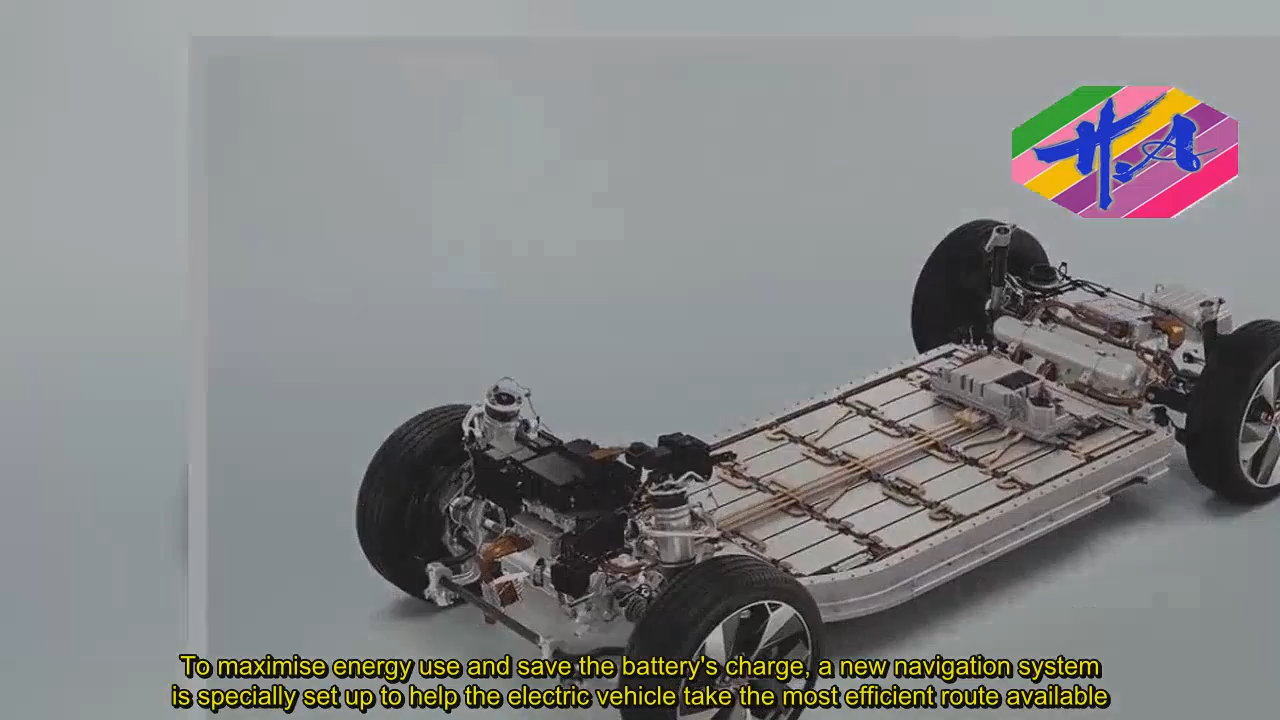 H.A
To maximise energy use and save the battery's charge, a new navigation system
is specially set up to help the electric vehicle take the most efficient route available